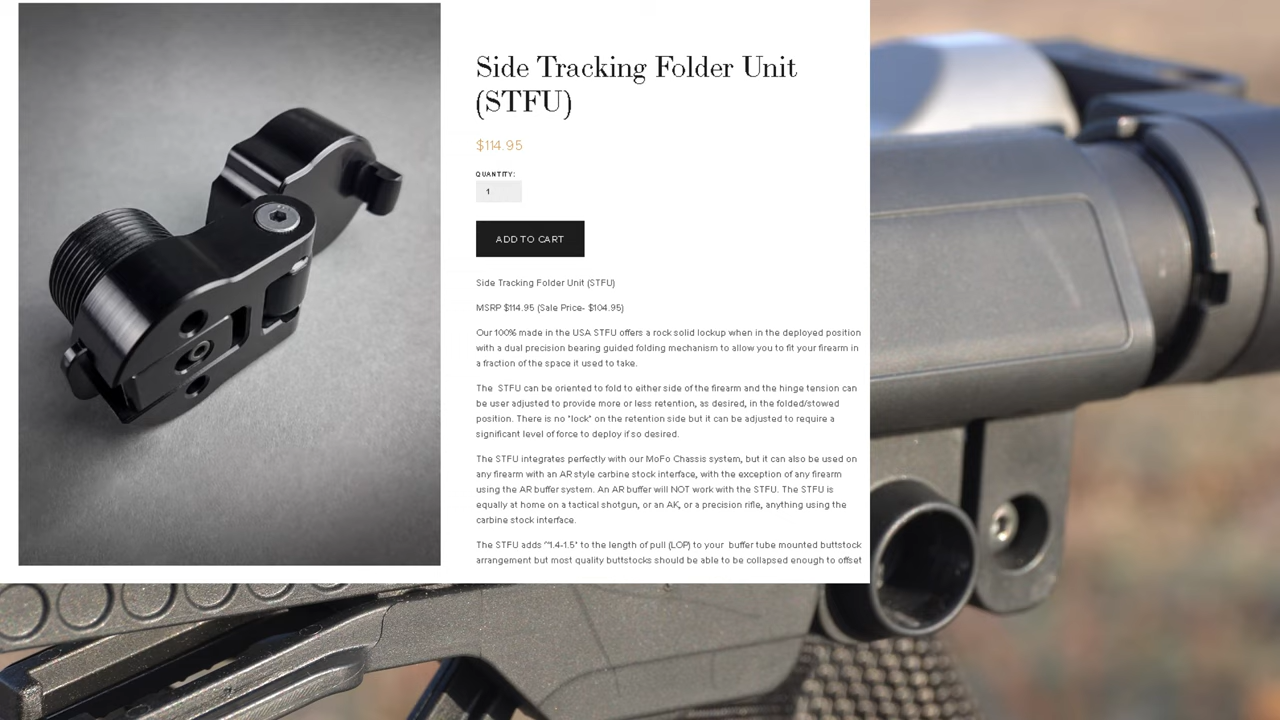 Side Tracking Folder Unit
(STFU)
$114.95
QUANTITY:
1
ADD TO CART
Side Tracking Folder Unit (STFU)
MSRP $114.95 (Sale Price- $104.95)
Our 100% made in the USA STFU offers a rock solid lockup when in the deployed position
with a dual precision bearing guided folding mechanism to allow you to fit your firearm in
a fraction of the space it used to take.
The STFU can be oriented to fold to either side of the firearm and the hinge tension can
be user adjusted to provide more or less retention, as desired, in the folded/stowed
position. There is no "lock" on the retention side but it can be adjusted to require a
significant level of force to deploy if so desired.
The STFU integrates perfectly with our MoFo Chassis system, but it can also be used on
any firearm with an AR style carbine stock interface, with the exception of any firearm
using the AR buffer system. An AR buffer will NOT work with the STFU. The STFU is
equally at home on a tactical shotgun, or an AK, or a precision rifle, anything using the
carbine stock interface.
The STFU adds ~"1.4-1.5" to the length of pull (LOP) to your buffer tube mounted buttstock
arrangement but most quality buttstocks should be able to be collapsed enough to offset